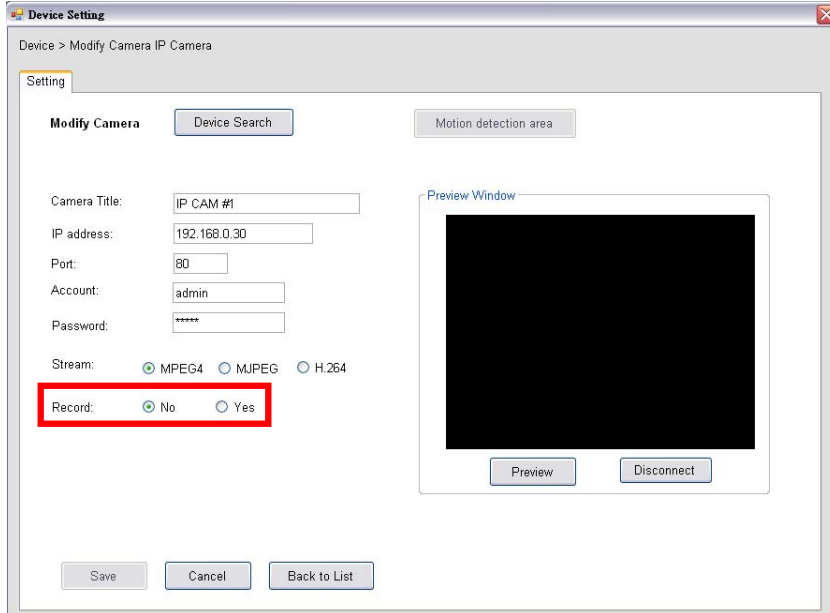 Device Setting
Device > Modify Camera IP Camera
Setting
Modify Camera
Device Search
Motion detection area
Camera Title:
IP CAM #1
IP address:
192.168.0.30
Port:
80
Account:
admin
Password:
*****
Stream:
MPEG4
MJPEG
H.264
Record:
No
Yes
Preview Window
Preview
Disconnect
Save
Cancel
Back to List